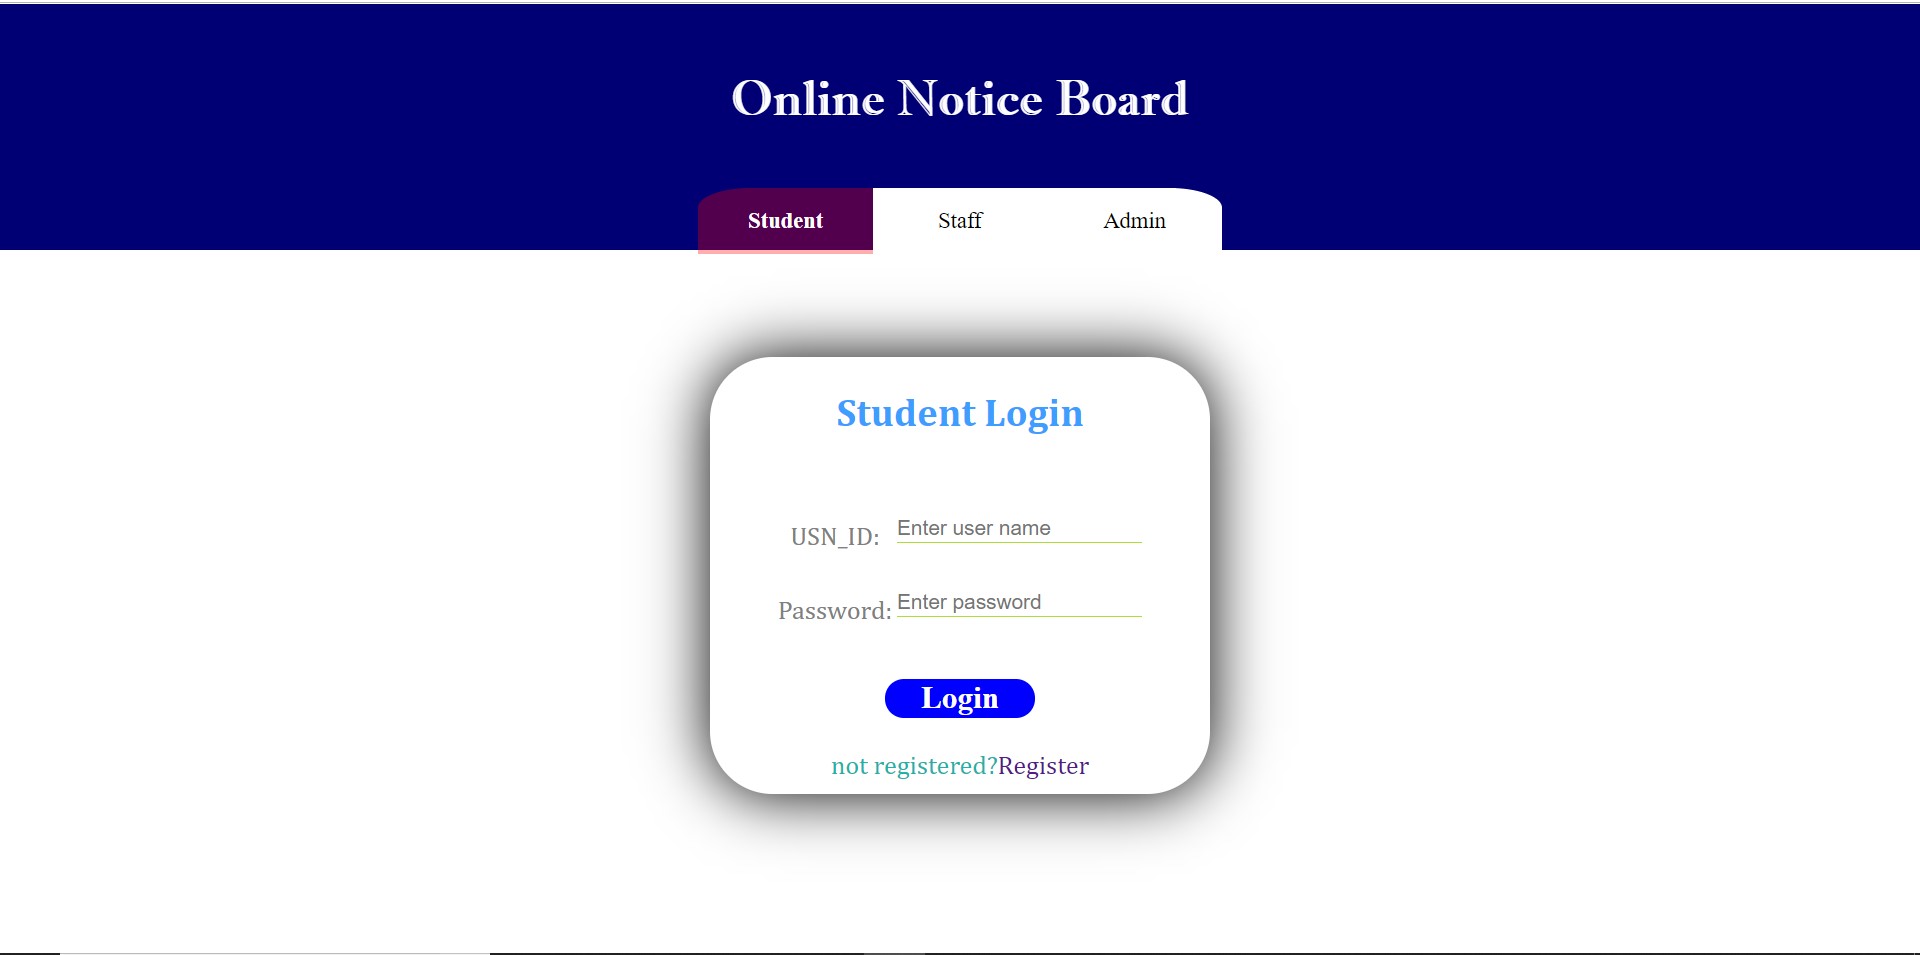 Online Notice Board
Student Staff Admin
Student Login
USN_ID: Enter user name
Password: Enter password
Login
not registered?Register